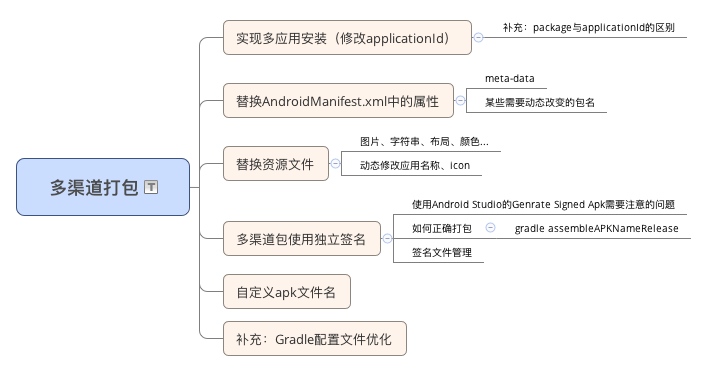 实现多应用安装（修改applicationId）
补充：package与applicationId的区别
替换AndroidManifest.xml中的属性
meta-data
某些需要动态改变的包名
多渠道打包
替换资源文件
图片、字符串、布局、颜色...
动态修改应用名称、icon
多渠道包使用独立签名
使用Android Studio的Genrate Signed Apk需要注意的问题
如何正确打包
gradle assembleAPKNameRelease
签名文件管理
自定义apk文件名
补充：Gradle配置文件优化